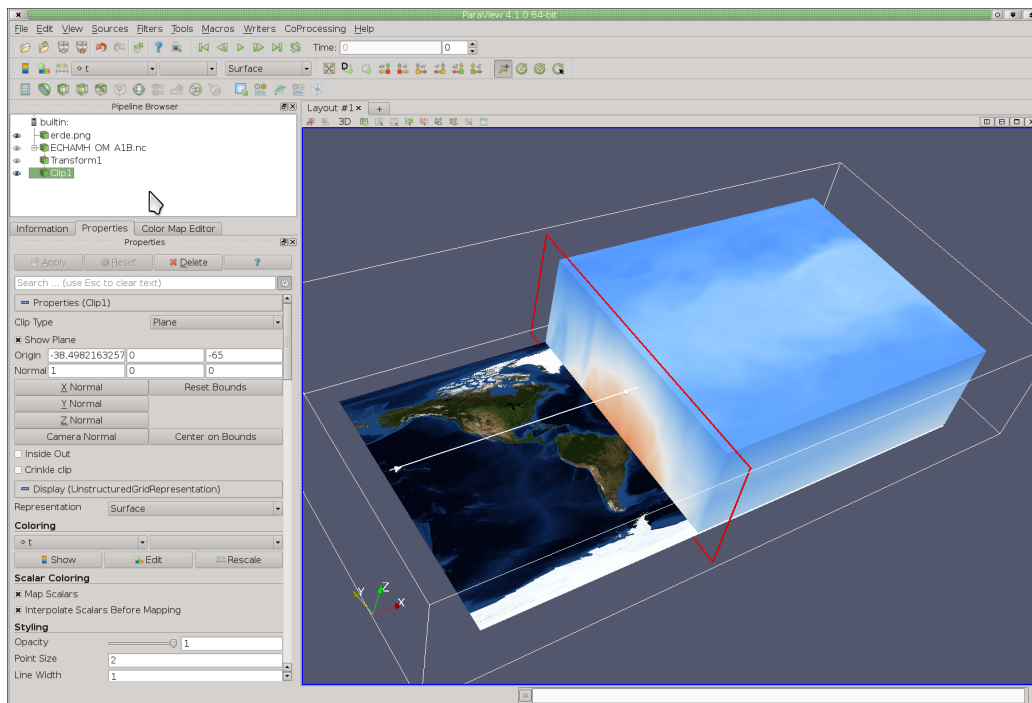 ParaView 4.1.0 64-bit
File Edit View Sources Filters Tools Macros Writers CoProcessing Help
Time: 0 0
t Surface
Pipeline Browser
Layout #1 +
3D
builtin:
erde.png
ECHAMH_OM_A1B.nc
Transform1
Clip1
Information Properties Color Map Editor
Properties
Apply Reset Delete ?
Search ... (use Esc to clear text)
Properties (Clip1)
Clip Type Plane
Show Plane
Origin -38.4982163257 0 -65
Normal 1 0 0
X Normal Reset Bounds
Y Normal
Z Normal
Camera Normal Center on Bounds
Inside Out
Crinkle clip
Display (UnstructuredGridRepresentation)
Representation Surface
Coloring
t
Show Edit Rescale
Scalar Coloring
Map Scalars
Interpolate Scalars Before Mapping
Styling
Opacity 1
Point Size 2
Line Width 1
Y Z X